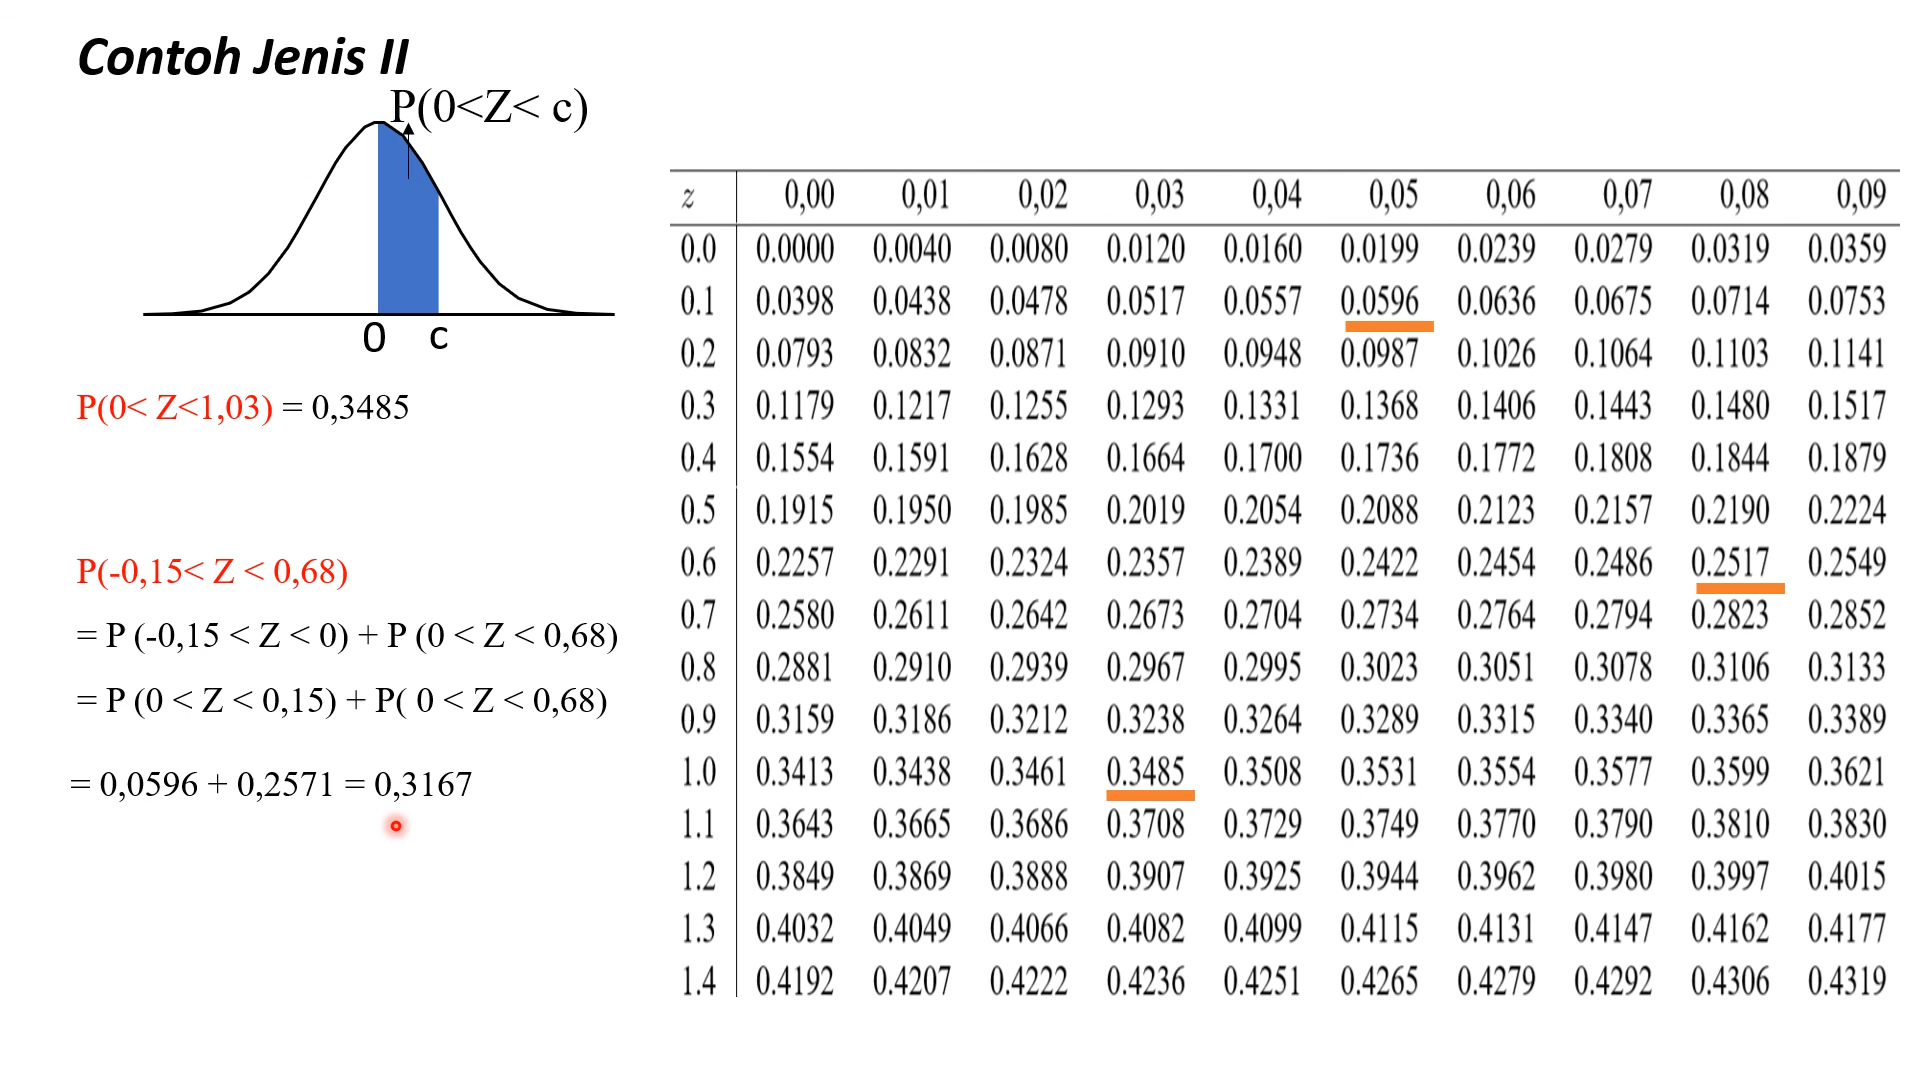 Contoh Jenis II
P(0<Z< c)
0 c
P(0< Z<1,03) = 0,3485
P(-0,15< Z < 0,68)
= P (-0,15 < Z < 0) + P (0 < Z < 0,68)
= P (0 < Z < 0,15) + P( 0 < Z < 0,68)
= 0,0596 + 0,2571 = 0,3167
z 0,00 0,01 0,02 0,03 0,04 0,05 0,06 0,07 0,08 0,09
0.0 0.0000 0.0040 0.0080 0.0120 0.0160 0.0199 0.0239 0.0279 0.0319 0.0359
0.1 0.0398 0.0438 0.0478 0.0517 0.0557 0.0596 0.0636 0.0675 0.0714 0.0753
0.2 0.0793 0.0832 0.0871 0.0910 0.0948 0.0987 0.1026 0.1064 0.1103 0.1141
0.3 0.1179 0.1217 0.1255 0.1293 0.1331 0.1368 0.1406 0.1443 0.1480 0.1517
0.4 0.1554 0.1591 0.1628 0.1664 0.1700 0.1736 0.1772 0.1808 0.1844 0.1879
0.5 0.1915 0.1950 0.1985 0.2019 0.2054 0.2088 0.2123 0.2157 0.2190 0.2224
0.6 0.2257 0.2291 0.2324 0.2357 0.2389 0.2422 0.2454 0.2486 0.2517 0.2549
0.7 0.2580 0.2611 0.2642 0.2673 0.2704 0.2734 0.2764 0.2794 0.2823 0.2852
0.8 0.2881 0.2910 0.2939 0.2967 0.2995 0.3023 0.3051 0.3078 0.3106 0.3133
0.9 0.3159 0.3186 0.3212 0.3238 0.3264 0.3289 0.3315 0.3340 0.3365 0.3389
1.0 0.3413 0.3438 0.3461 0.3485 0.3508 0.3531 0.3554 0.3577 0.3599 0.3621
1.1 0.3643 0.3665 0.3686 0.3708 0.3729 0.3749 0.3770 0.3790 0.3810 0.3830
1.2 0.3849 0.3869 0.3888 0.3907 0.3925 0.3944 0.3962 0.3980 0.3997 0.4015
1.3 0.4032 0.4049 0.4066 0.4082 0.4099 0.4115 0.4131 0.4147 0.4162 0.4177
1.4 0.4192 0.4207 0.4222 0.4236 0.4251 0.4265 0.4279 0.4292 0.4306 0.4319